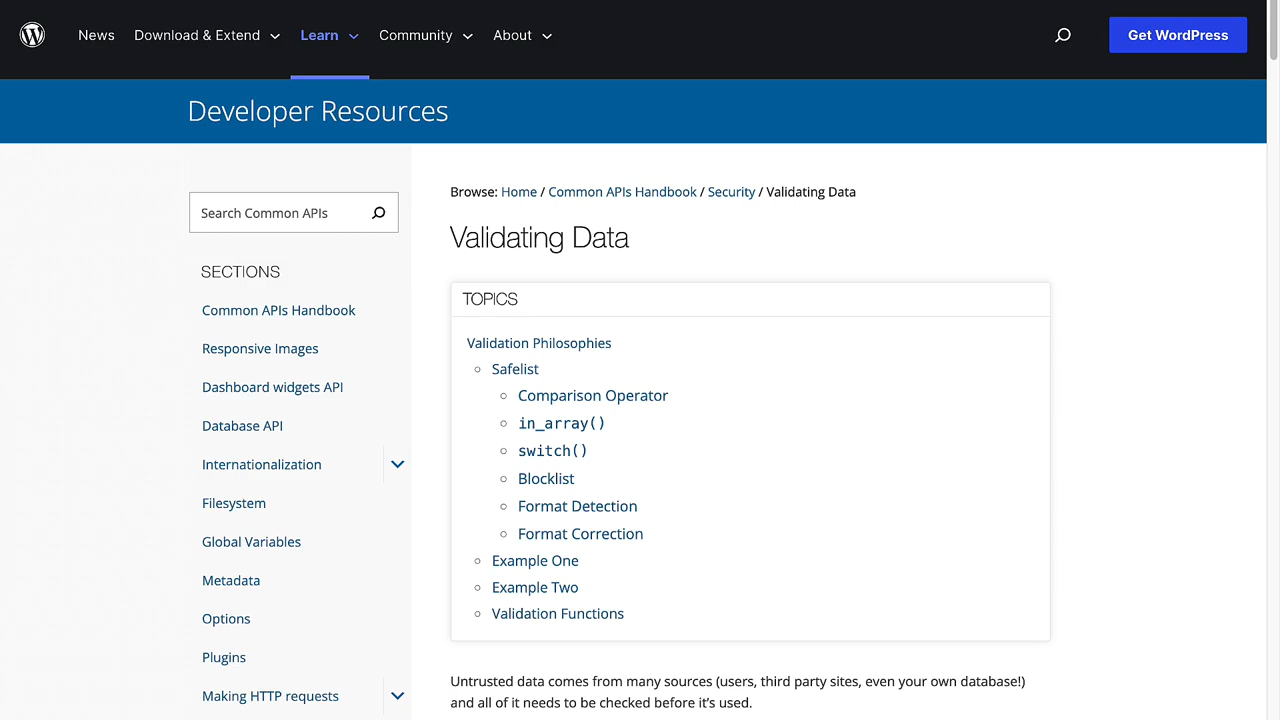 News Download & Extend Learn Community About Get WordPress
Developer Resources
Search Common APIs
SECTIONS
Common APIs Handbook
Responsive Images
Dashboard widgets API
Database API
Internationalization
Filesystem
Global Variables
Metadata
Options
Plugins
Making HTTP requests
Browse: Home / Common APIs Handbook / Security / Validating Data
Validating Data
TOPICS
Validation Philosophies
Safelist
Comparison Operator
in_array()
switch()
Blocklist
Format Detection
Format Correction
Example One
Example Two
Validation Functions
Untrusted data comes from many sources (users, third party sites, even your own database!)
and all of it needs to be checked before it’s used.